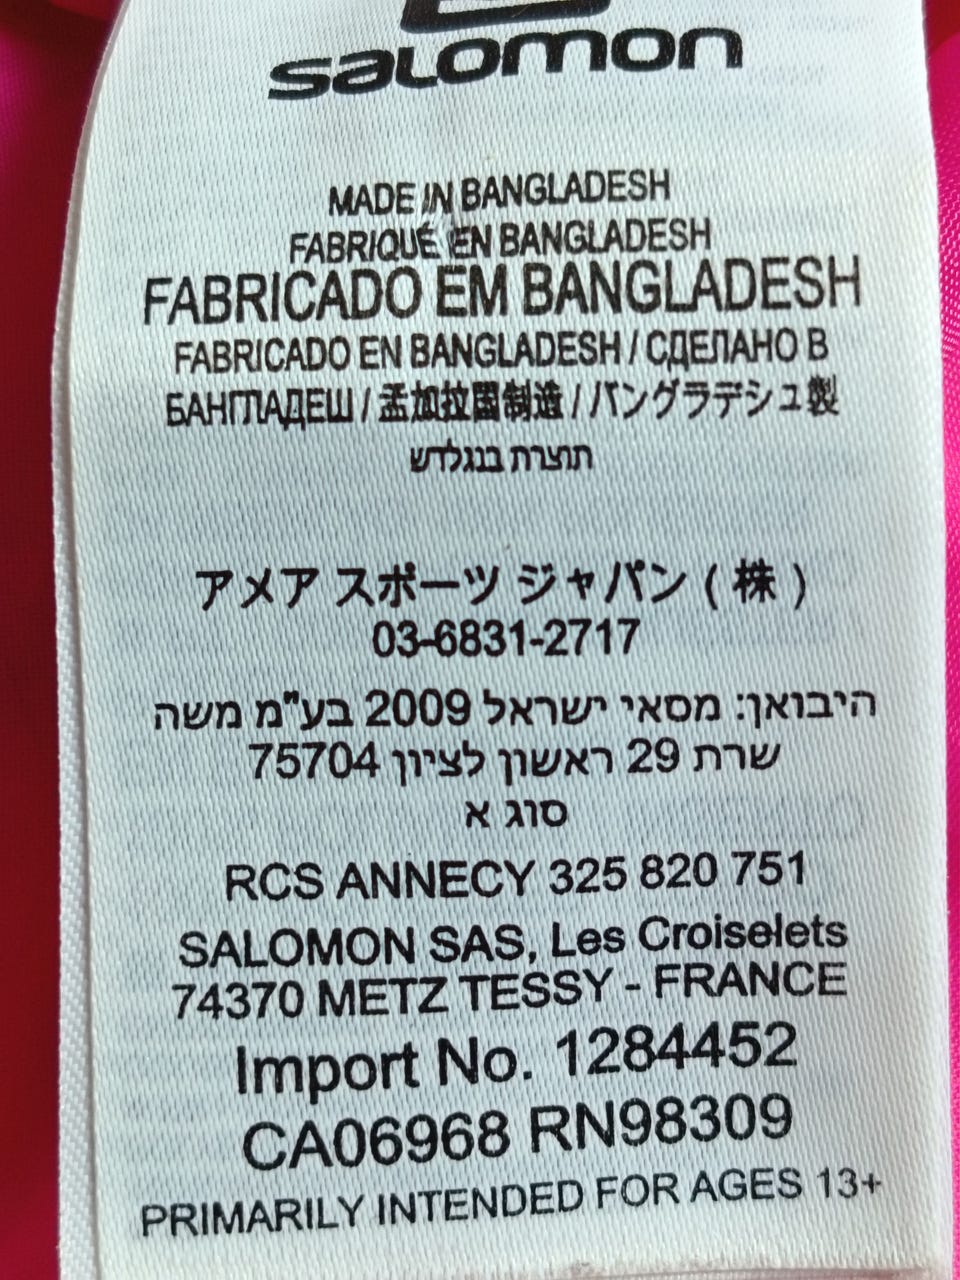 salomon
MADE IN BANGLADESH
FABRIQUÉ EN BANGLADESH
FABRICADO EM BANGLADESH
FABRICADO EN BANGLADESH / СДЕЛАНО В
БАНГЛАДЕШ / 孟加拉国制造 / バングラデシュ製
תוצרת בנגלדש
アメア スポーツ ジャパン ( 株 )
03-6831-2717
היבואן: מסאי ישראל 2009 בע"מ משה
שרת 29 ראשון לציון 75704
סוג א
RCS ANNECY 325 820 751
SALOMON SAS, Les Croiselets
74370 METZ TESSY - FRANCE
Import No. 1284452
CA06968 RN98309
PRIMARILY INTENDED FOR AGES 13+